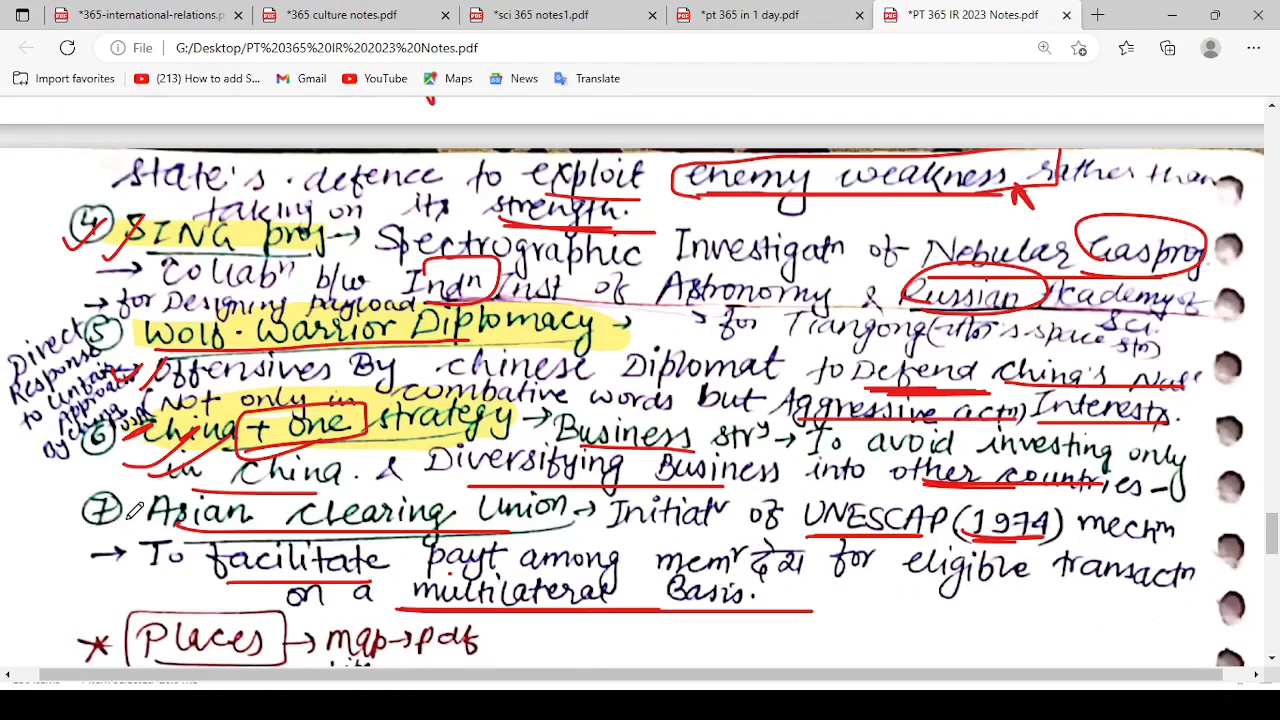 *365-international-relations.p
*365 culture notes.pdf
*sci 365 notes1.pdf
*pt 365 in 1 day.pdf
*PT 365 IR 2023 Notes.pdf
File G:/Desktop/PT%20365%20IR%202023%20Notes.pdf
Import favorites (213) How to add S... Gmail YouTube Maps News Translate
State's defence to exploit enemy weakness rather than
taking on its strength.
④ SING proj → Spectrographic Investigatn of Nebular Gasproj.
→ Collabn b/w Indn Inst of Astronomy & Russian Academy of Sci.
→ for Designing payload → for Tiangong (space stn)
⑤ Wolf-Warrior Diplomacy →
Direct Response to
By China
offensives By Chinese Diplomat to Defend China's
(Not only in combative words but Aggressive actn) Interests.
⑥ China + one strategy → Business stry → To avoid investing only
in China & Diversifying Business into other countries
⑦ Asian Clearing Union → Initiatv of UNESCAP (1974) mechm
→ To facilitate payt among memr देश for eligible transactn
on a multilateral Basis.
* Places → map → pdf